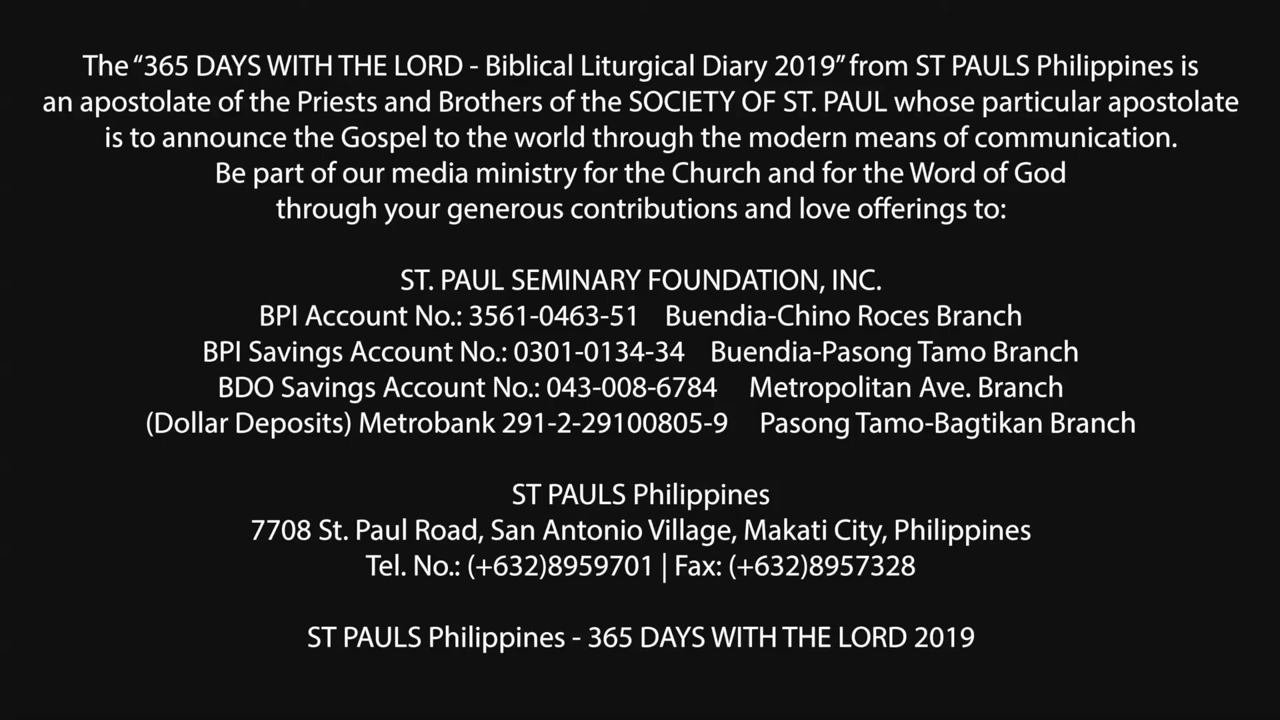 The “365 DAYS WITH THE LORD - Biblical Liturgical Diary 2019” from ST PAULS Philippines is
an apostolate of the Priests and Brothers of the SOCIETY OF ST. PAUL whose particular apostolate
is to announce the Gospel to the world through the modern means of communication.
Be part of our media ministry for the Church and for the Word of God
through your generous contributions and love offerings to:
ST. PAUL SEMINARY FOUNDATION, INC.
BPI Account No.: 3561-0463-51 Buendia-Chino Roces Branch
BPI Savings Account No.: 0301-0134-34 Buendia-Pasong Tamo Branch
BDO Savings Account No.: 043-008-6784 Metropolitan Ave. Branch
(Dollar Deposits) Metrobank 291-2-29100805-9 Pasong Tamo-Bagtikan Branch
ST PAULS Philippines
7708 St. Paul Road, San Antonio Village, Makati City, Philippines
Tel. No.: (+632)8959701 | Fax: (+632)8957328
ST PAULS Philippines - 365 DAYS WITH THE LORD 2019